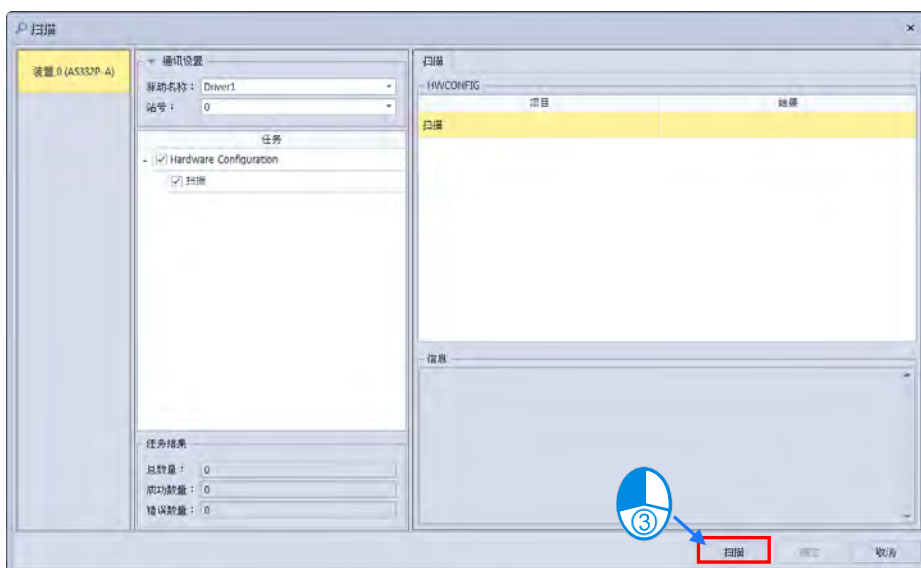 扫描
装置 0 (AS332P-A)
通讯设置
驱动名称： Driver1
站号： 0
任务
Hardware Configuration
扫描
任务结果
总数量： 0
成功数量： 0
错误数量： 0
扫描
HWCONFIG
项目 结果
扫描
信息
③
扫描 确定 取消